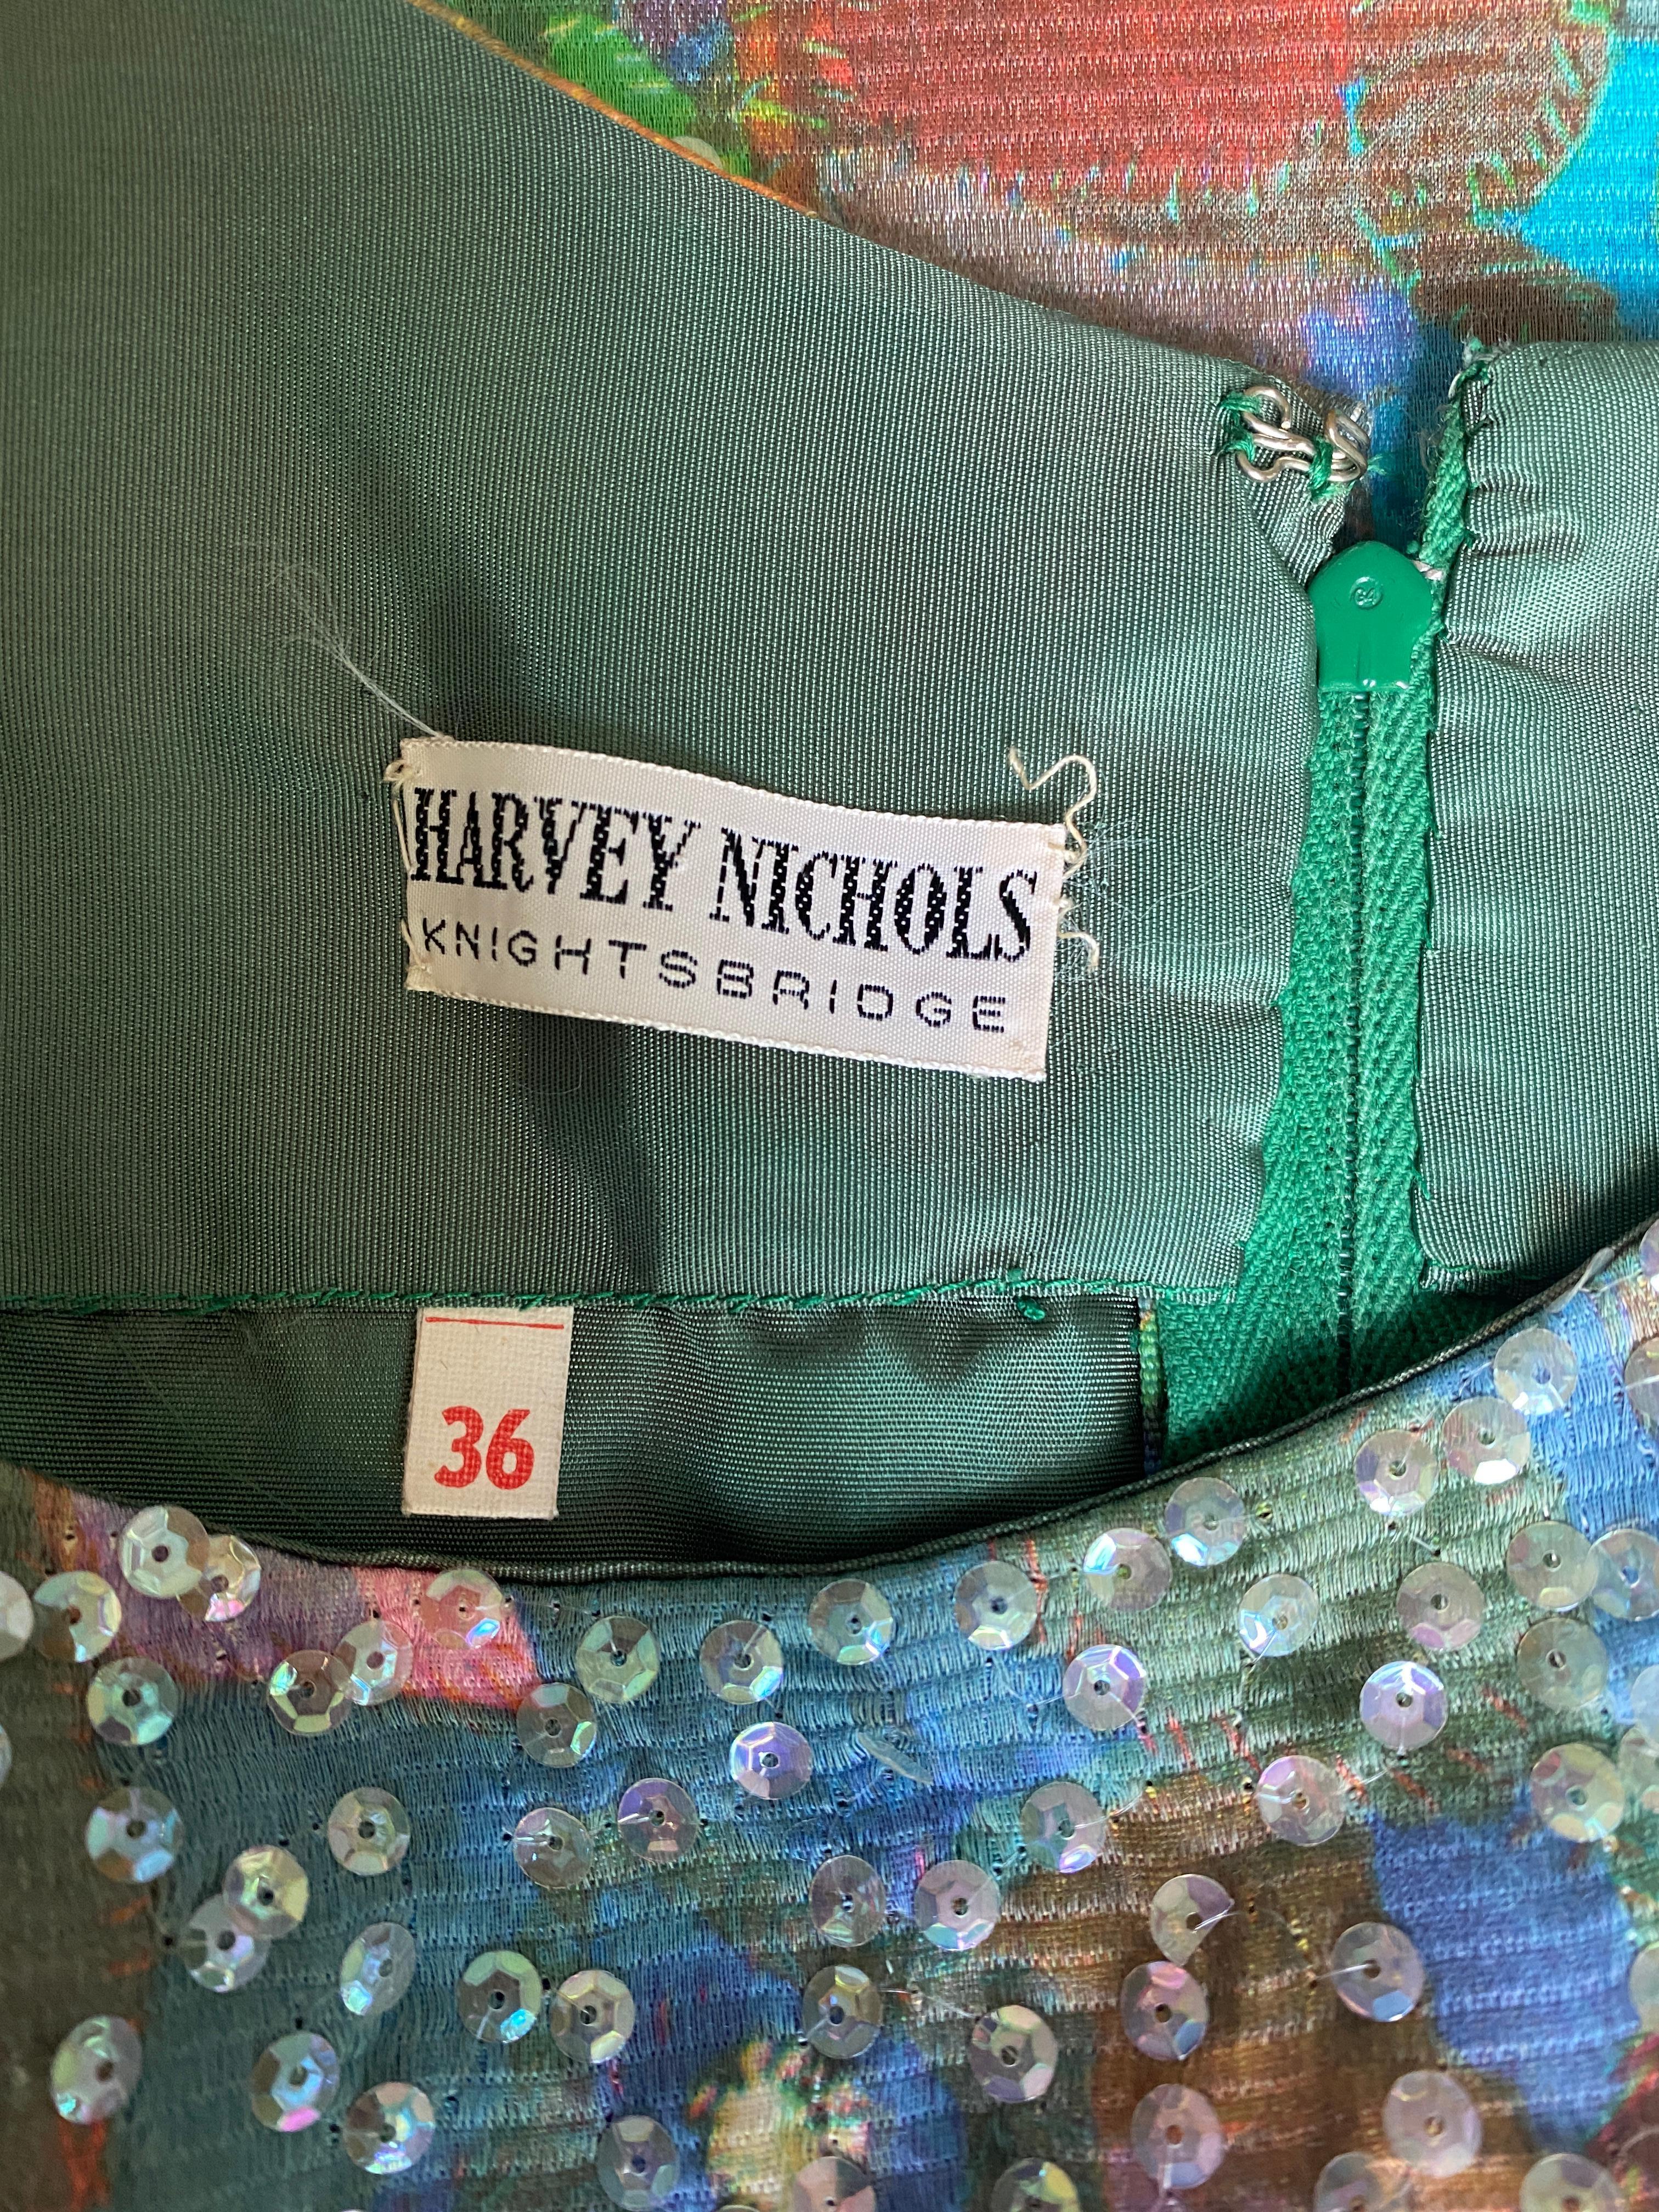 HARVEY NICHOLS
KNIGHTSBRIDGE
36